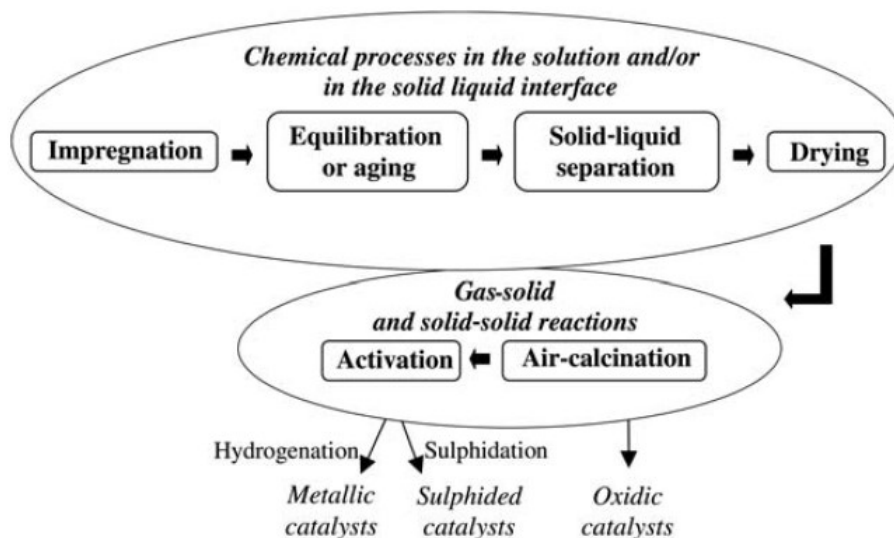 Chemical processes in the solution and/or
in the solid liquid interface
Impregnation
Equilibration
or aging
Solid-liquid
separation
Drying
Gas-solid
and solid-solid reactions
Activation
Air-calcination
Hydrogenation
Sulphidation
Metallic
catalysts
Sulphided
catalysts
Oxidic
catalysts